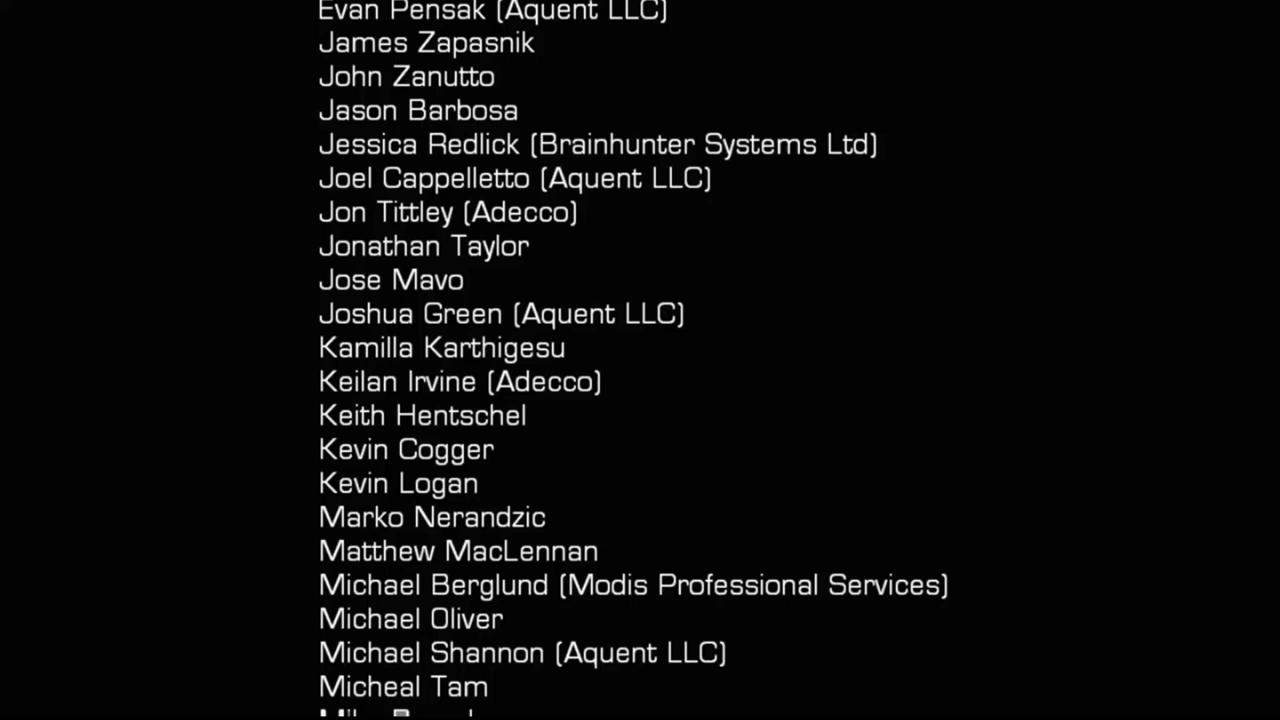 Evan Pensak (Aquent LLC)
James Zapasnik
John Zanutto
Jason Barbosa
Jessica Redlick (Brainhunter Systems Ltd)
Joel Cappelletto (Aquent LLC)
Jon Tittley (Adecco)
Jonathan Taylor
Jose Mavo
Joshua Green (Aquent LLC)
Kamilla Karthigesu
Keilan Irvine (Adecco)
Keith Hentschel
Kevin Cogger
Kevin Logan
Marko Nerandzic
Matthew MacLennan
Michael Berglund (Modis Professional Services)
Michael Oliver
Michael Shannon (Aquent LLC)
Micheal Tam